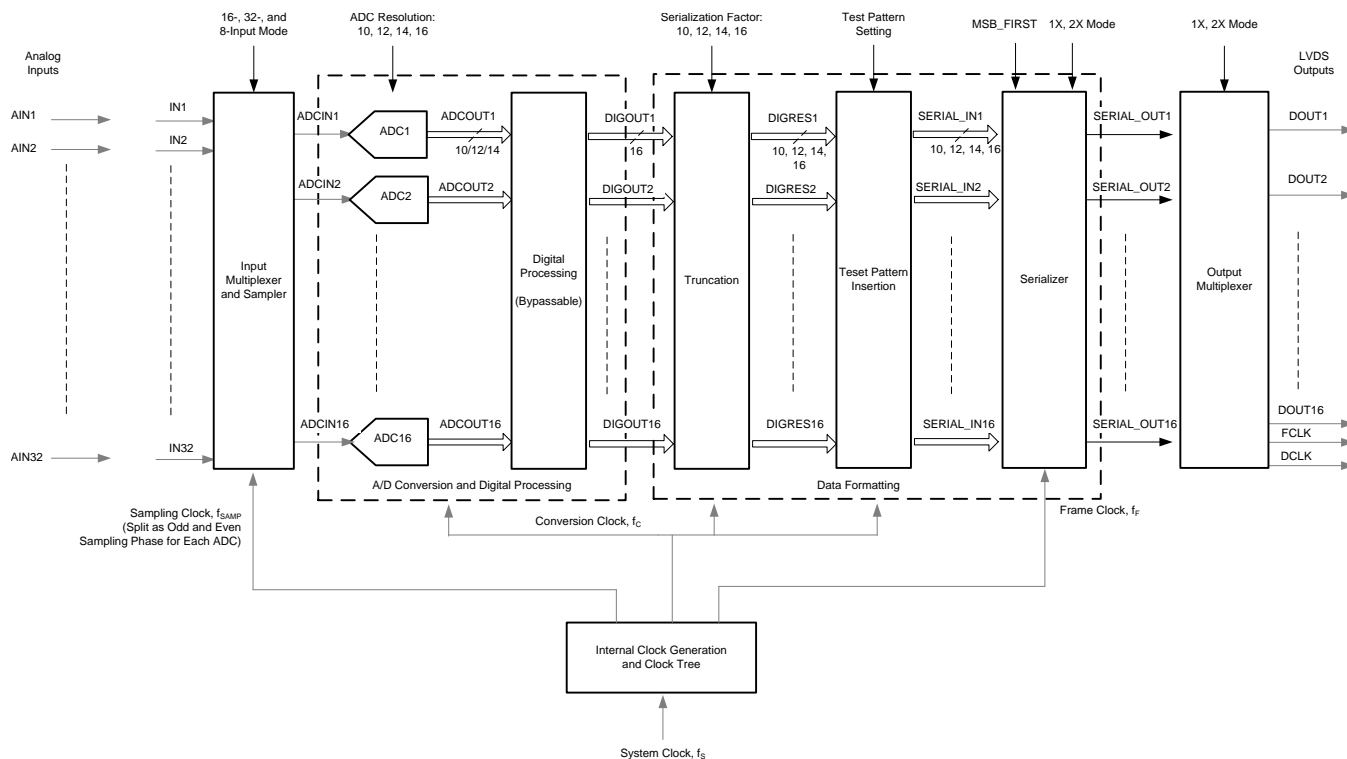 16-, 32-, and
8-Input Mode
ADC Resolution:
10, 12, 14, 16
Serialization Factor:
10, 12, 14, 16
Test Pattern
Setting
MSB_FIRST
1X, 2X Mode
1X, 2X Mode
Analog
Inputs
LVDS
Outputs
AIN1
IN1
ADCIN1
ADC1
ADCOUT1
10/12/14
DIGOUT1
16
DIGRES1
10, 12, 14,
16
SERIAL_IN1
10, 12, 14, 16
SERIAL_OUT1
DOUT1
AIN2
IN2
ADCIN2
ADC2
ADCOUT2
DIGOUT2
DIGRES2
SERIAL_IN2
SERIAL_OUT2
DOUT2
Input
Multiplexer
and Sampler
Digital
Processing
(Bypassable)
Truncation
Teset Pattern
Insertion
Serializer
Output
Multiplexer
AIN32
IN32
ADCIN16
ADC16
ADCOUT16
DIGOUT16
DIGRES16
SERIAL_IN16
SERIAL_OUT16
DOUT16
FCLK
DCLK
A/D Conversion and Digital Processing
Data Formatting
Sampling Clock, fSAMP
(Split as Odd and Even
Sampling Phase for Each ADC)
Conversion Clock, fC
Frame Clock, fF
Internal Clock Generation
and Clock Tree
System Clock, fS